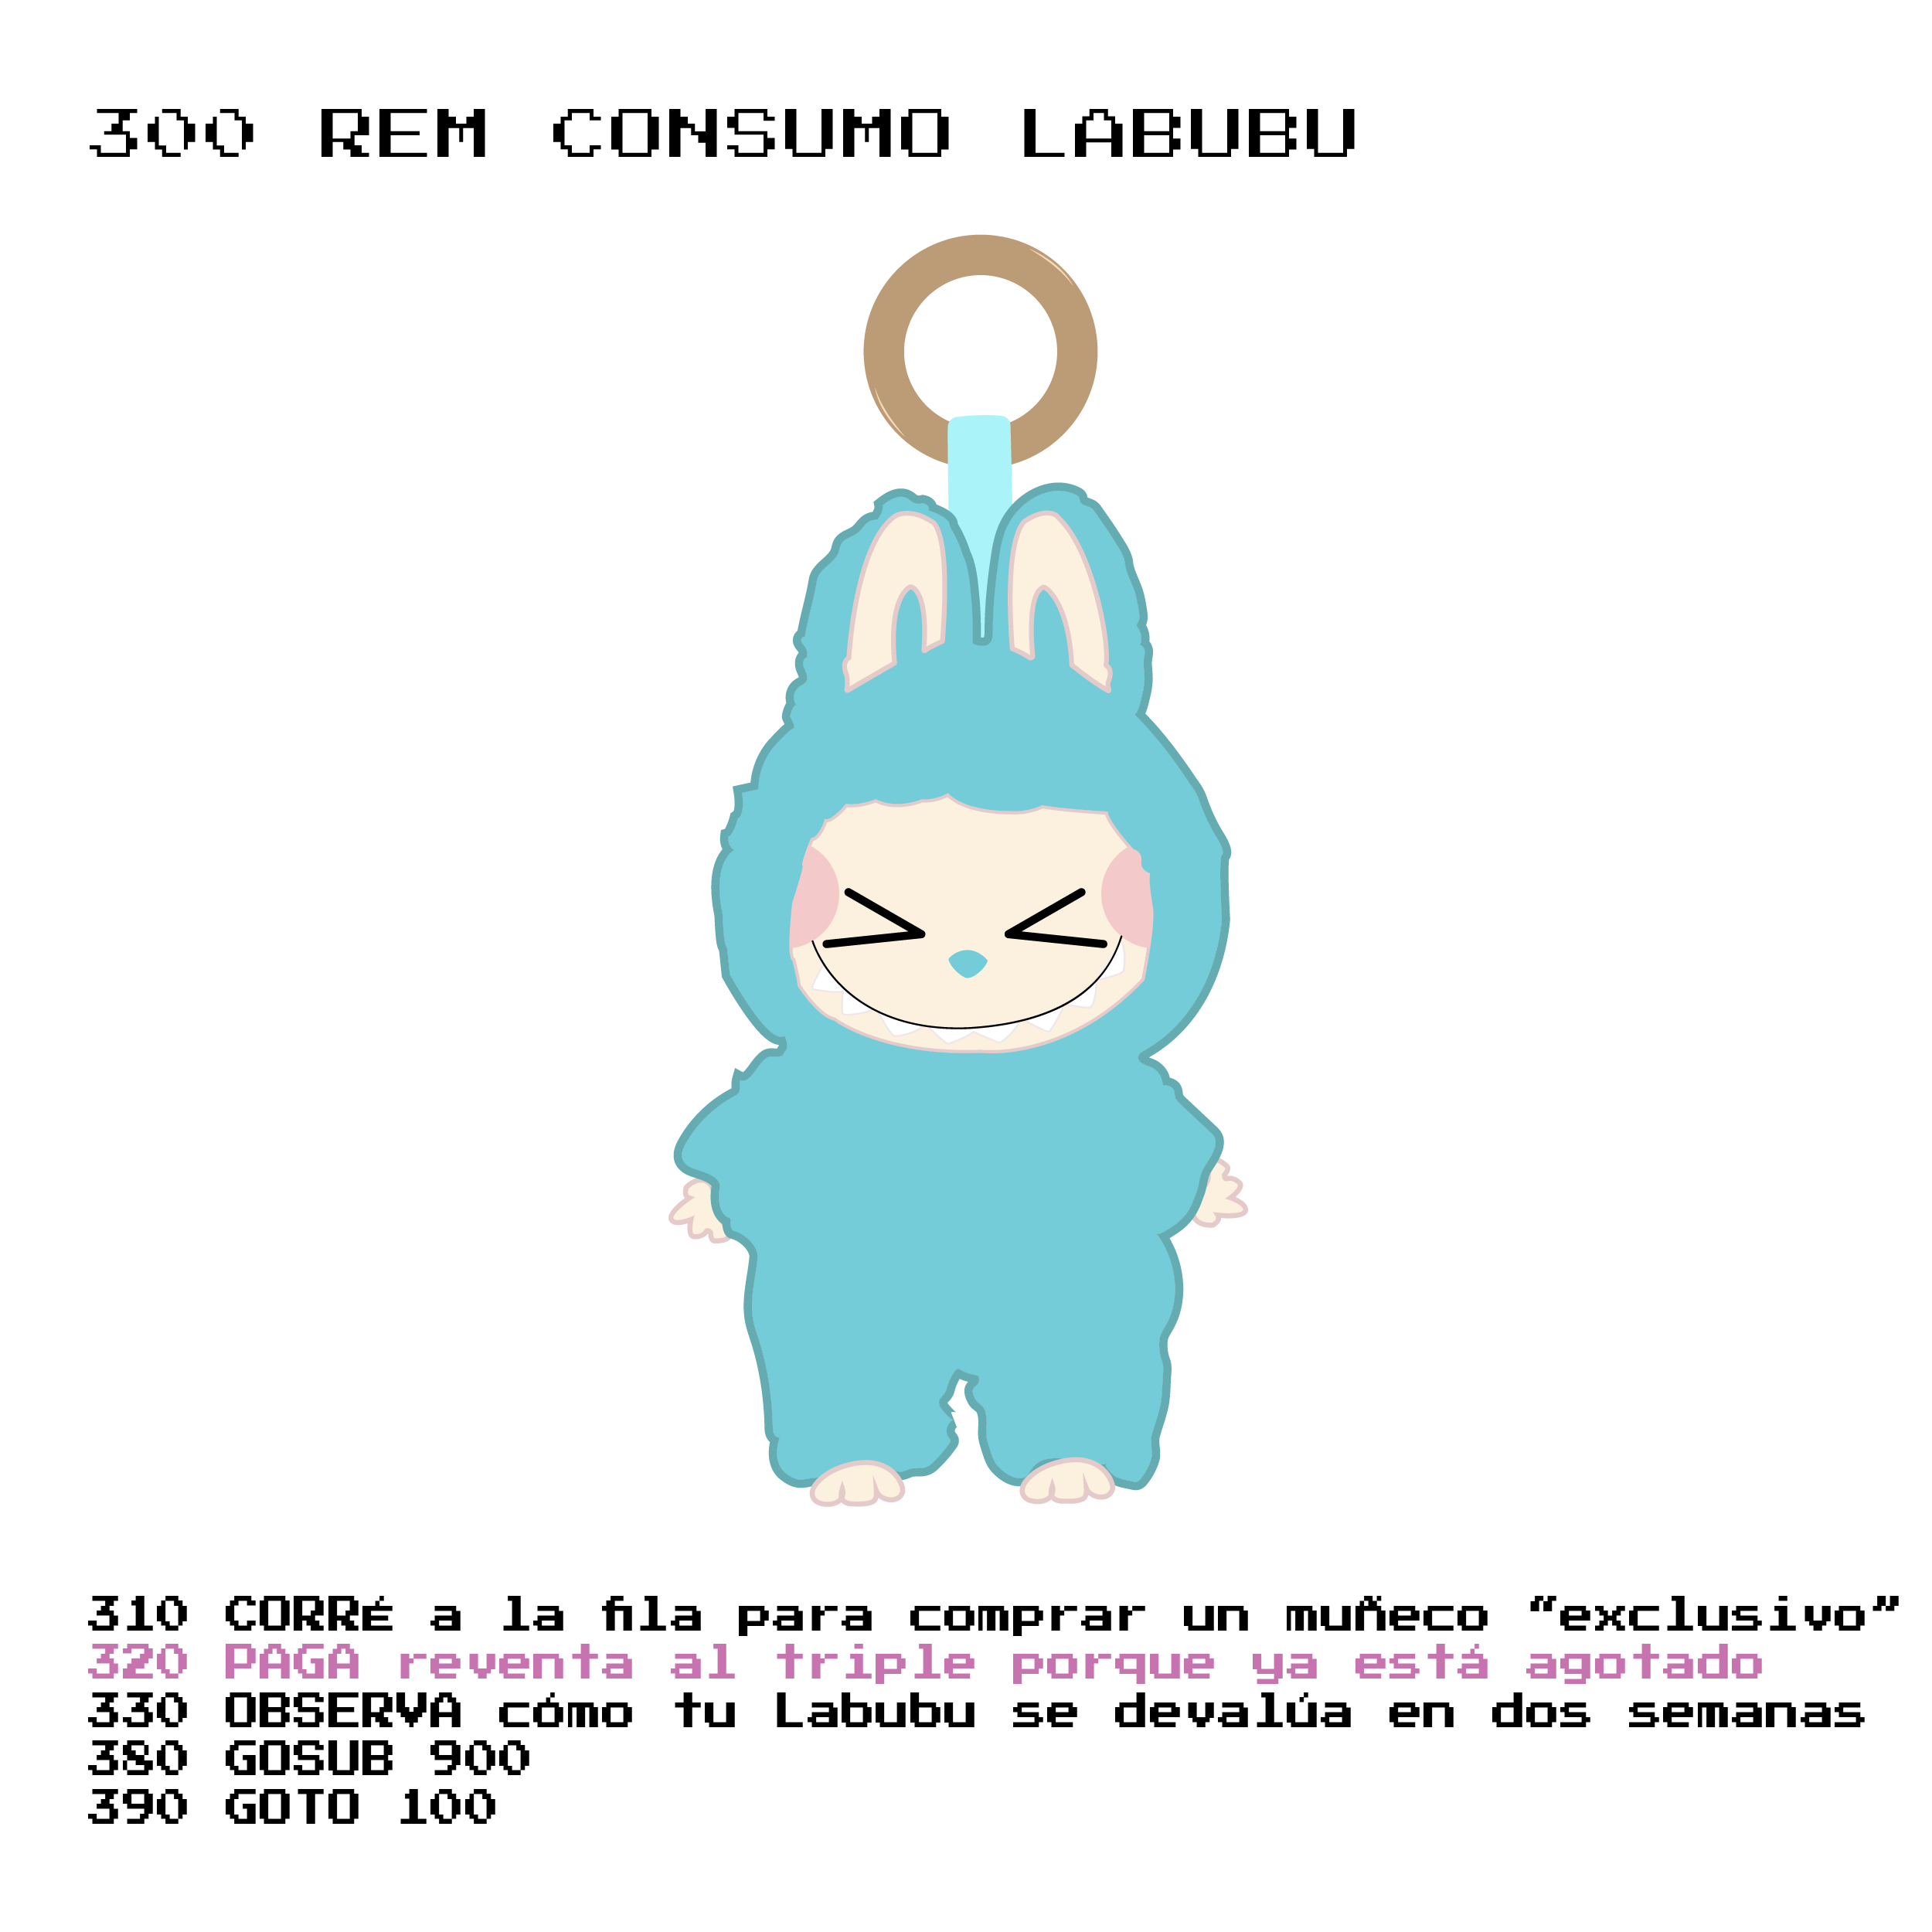 300 REM CONSUMO LABUBU
310 CORRÉ a la fila para comprar un muñeco "exclusivo"
320 PAGÁ reventa al triple porque ya está agotado
330 OBSERVA cómo tu Labubu se devalúa en dos semanas
380 GOSUB 900
390 GOTO 100